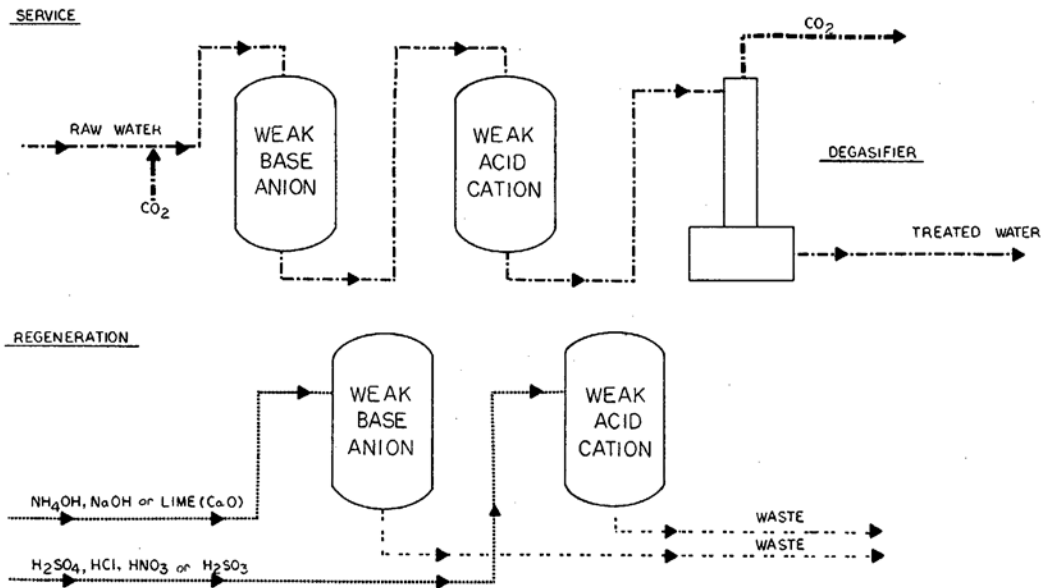 SERVICE
CO2
RAW WATER
CO2
WEAK
BASE
ANION
WEAK
ACID
CATION
DEGASIFIER
TREATED WATER
REGENERATION
WEAK
BASE
ANION
WEAK
ACID
CATION
NH4OH, NaOH or LIME (CaO)
WASTE
WASTE
H2SO4, HCl, HNO3 or H2SO3